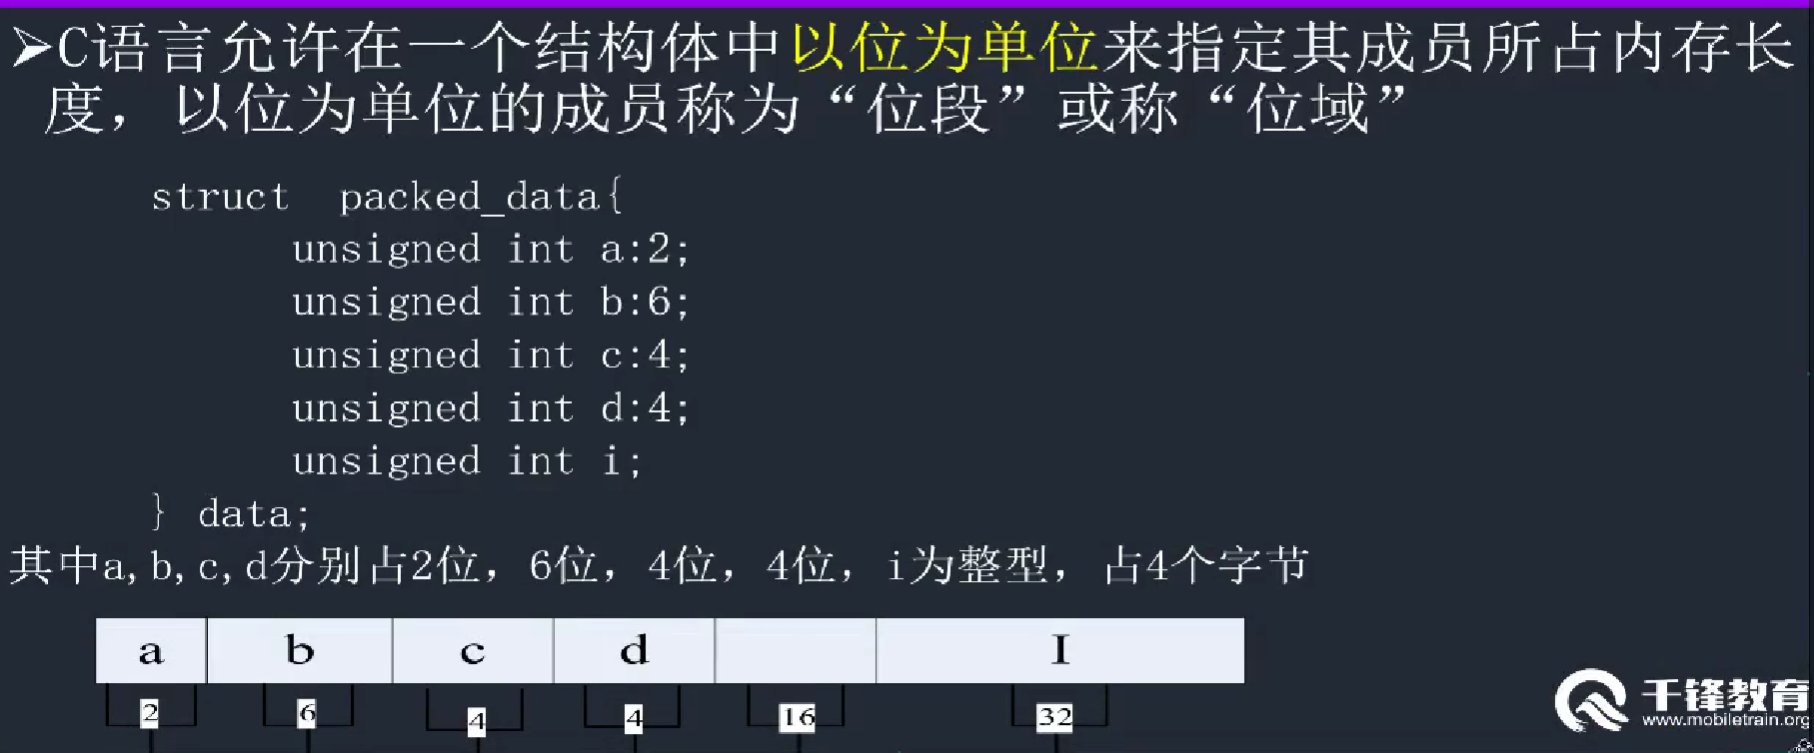 ➢C语言允许在一个结构体中以位为单位来指定其成员所占内存长
度，以位为单位的成员称为“位段”或称“位域”
struct packed_data{
unsigned int a:2;
unsigned int b:6;
unsigned int c:4;
unsigned int d:4;
unsigned int i;
} data;
其中a,b,c,d分别占2位，6位，4位，4位，i为整型，占4个字节
a b c d I
2 6 4 4 16 32
千锋教育
www.mobiletrain.org